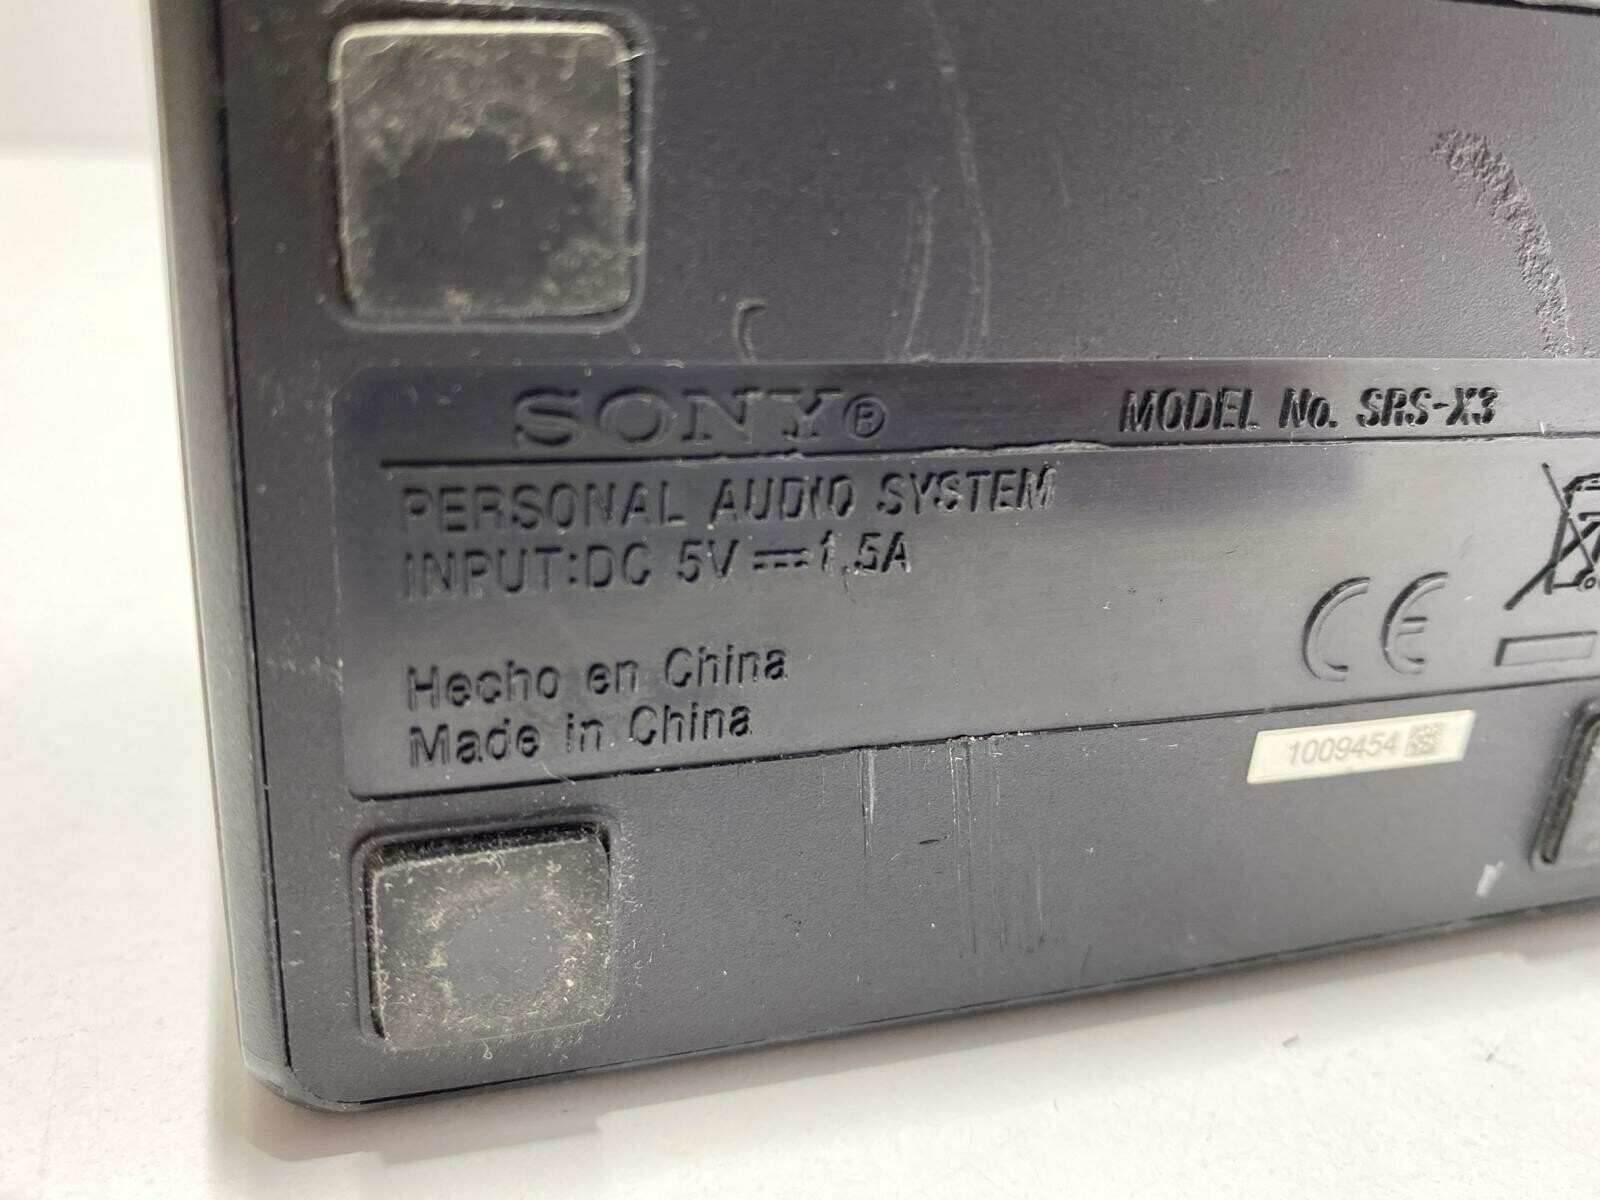 SONY® MODEL No. SRS-X3
PERSONAL AUDIO SYSTEM
INPUT:DC 5V ⎓ 1.5A
Hecho en China
Made in China
CE
1009454